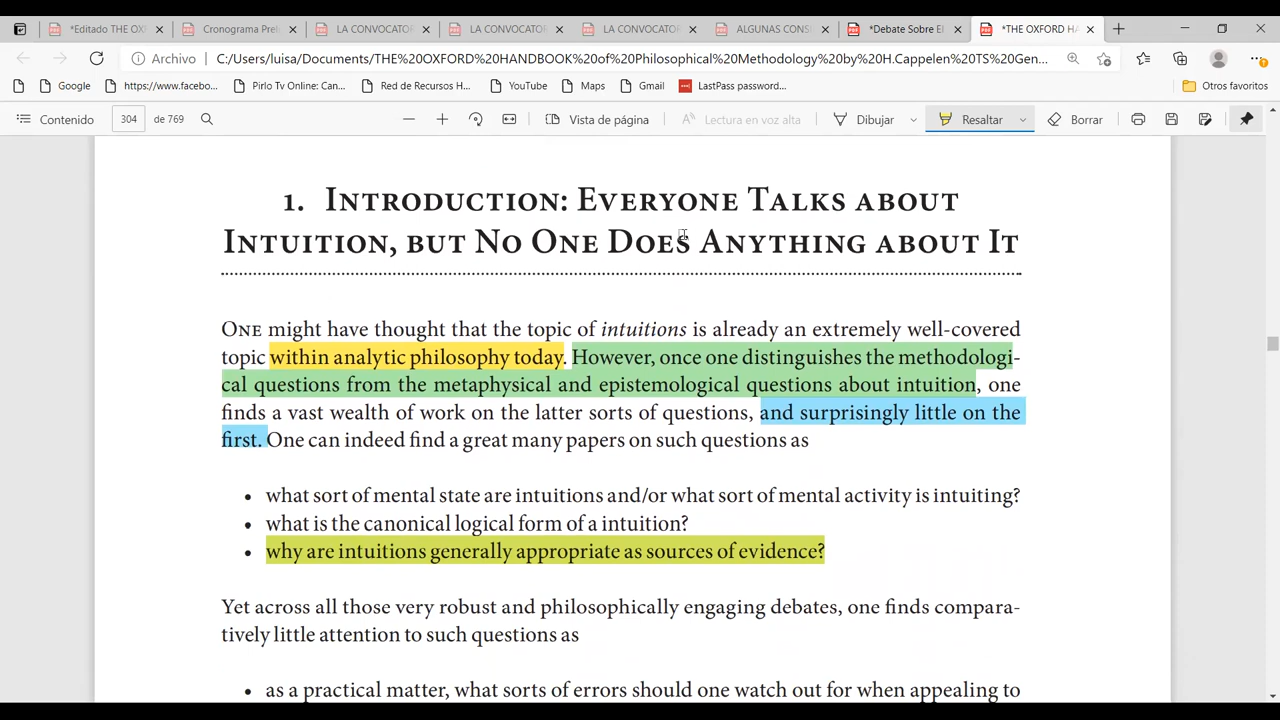 *Editado THE OX
Cronograma Prel
LA CONVOCATOR
LA CONVOCATOR
LA CONVOCATOR
ALGUNAS CONS
*Debate Sobre El
*THE OXFORD HA
Archivo
C:/Users/luisa/Documents/THE%20OXFORD%20HANDBOOK%20of%20Philosophical%20Methodology%20by%20H.Cappelen%20TS%20Gen...
Google
https://www.facebo...
Pirlo Tv Online: Can...
Red de Recursos H...
YouTube
Maps
Gmail
LastPass password...
Otros favoritos
Contenido
304
de 769
Vista de página
Lectura en voz alta
Dibujar
Resaltar
Borrar
1. Introduction: Everyone Talks about
Intuition, but No One Does Anything about It
One might have thought that the topic of intuitions is already an extremely well-covered
topic within analytic philosophy today. However, once one distinguishes the methodologi-
cal questions from the metaphysical and epistemological questions about intuition, one
finds a vast wealth of work on the latter sorts of questions, and surprisingly little on the
first. One can indeed find a great many papers on such questions as
• what sort of mental state are intuitions and/or what sort of mental activity is intuiting?
• what is the canonical logical form of a intuition?
• why are intuitions generally appropriate as sources of evidence?
Yet across all those very robust and philosophically engaging debates, one finds compara-
tively little attention to such questions as
• as a practical matter, what sorts of errors should one watch out for when appealing to